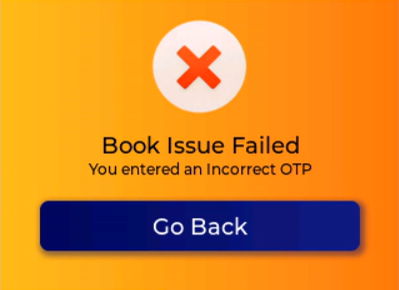 Book Issue Failed
You entered an Incorrect OTP
Go Back